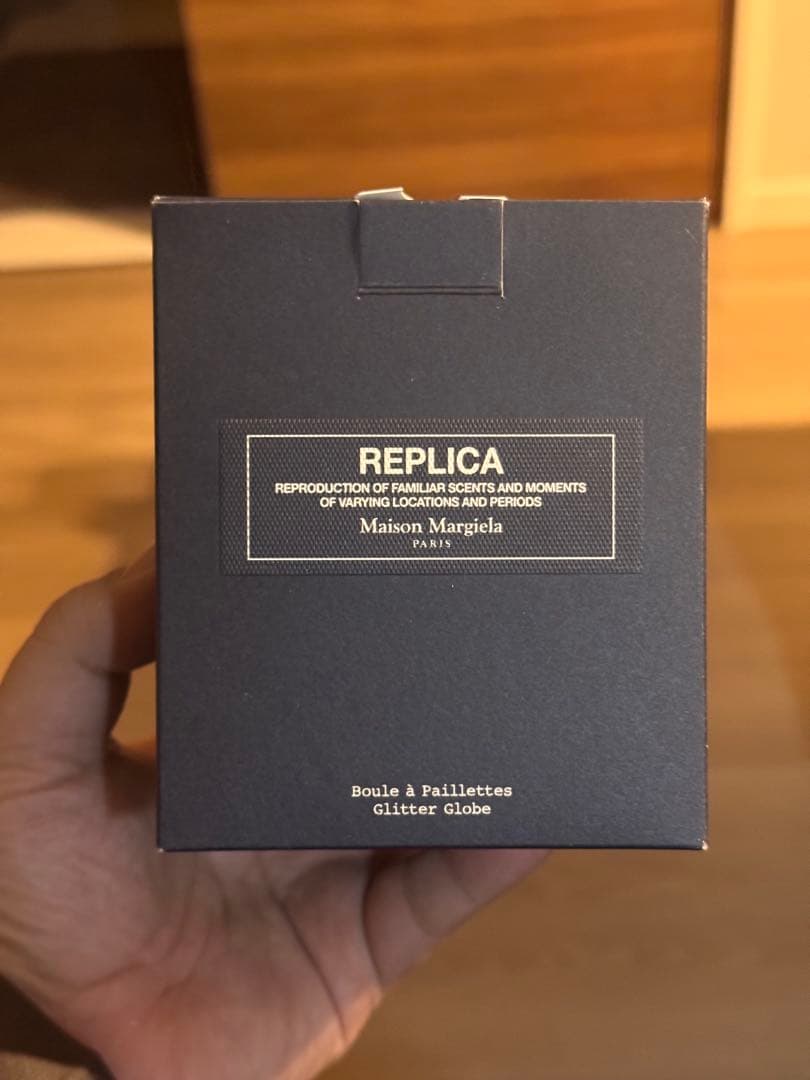 REPLICA
REPRODUCTION OF FAMILIAR SCENTS AND MOMENTS
OF VARYING LOCATIONS AND PERIODS
Maison Margiela
PARIS
Boule à Paillettes
Glitter Globe